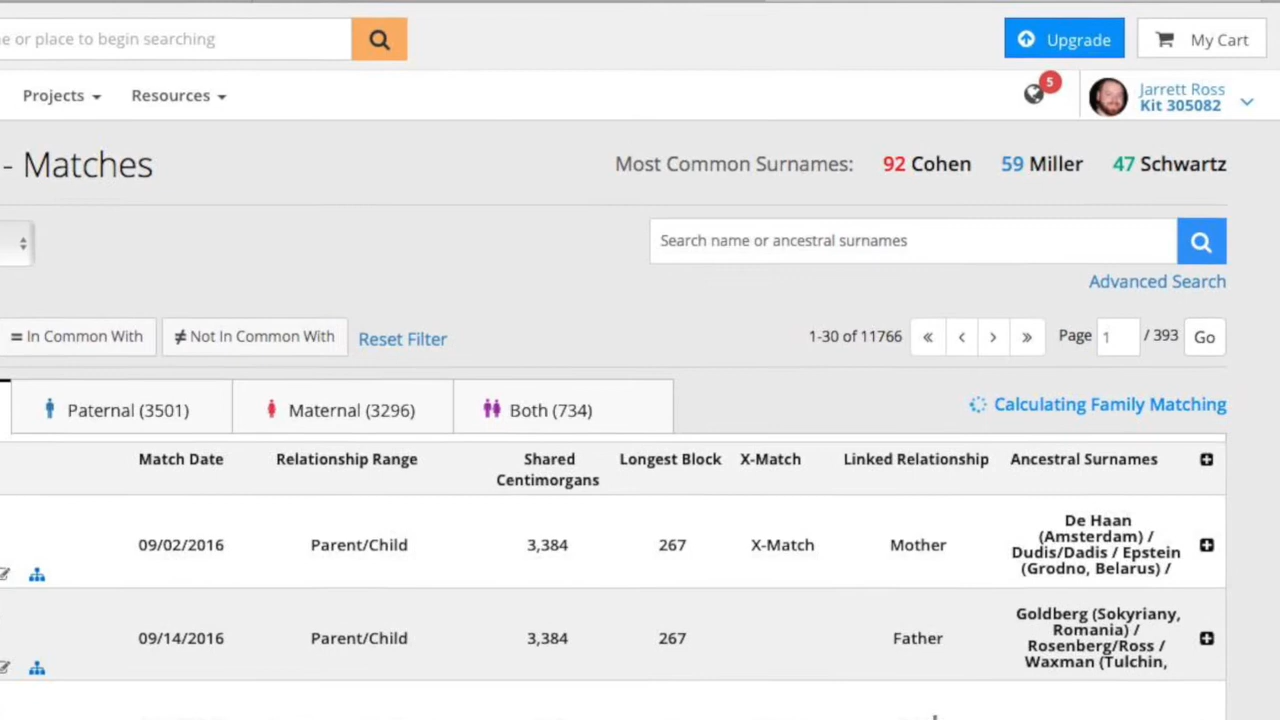 e or place to begin searching
Upgrade
My Cart
Projects
Resources
5
Jarrett Ross
Kit 305082
- Matches
Most Common Surnames: 92 Cohen 59 Miller 47 Schwartz
Search name or ancestral surnames
Advanced Search
= In Common With
≠ Not In Common With
Reset Filter
1-30 of 11766 « ‹ › » Page 1 / 393 Go
Paternal (3501)
Maternal (3296)
Both (734)
Calculating Family Matching
Match Date
Relationship Range
Shared
Centimorgans
Longest Block
X-Match
Linked Relationship
Ancestral Surnames
09/02/2016
Parent/Child
3,384
267
X-Match
Mother
De Haan
(Amsterdam) /
Dudis/Dadis / Epstein
(Grodno, Belarus) /
09/14/2016
Parent/Child
3,384
267
Father
Goldberg (Sokyriany,
Romania) /
Rosenberg/Ross /
Waxman (Tulchin,